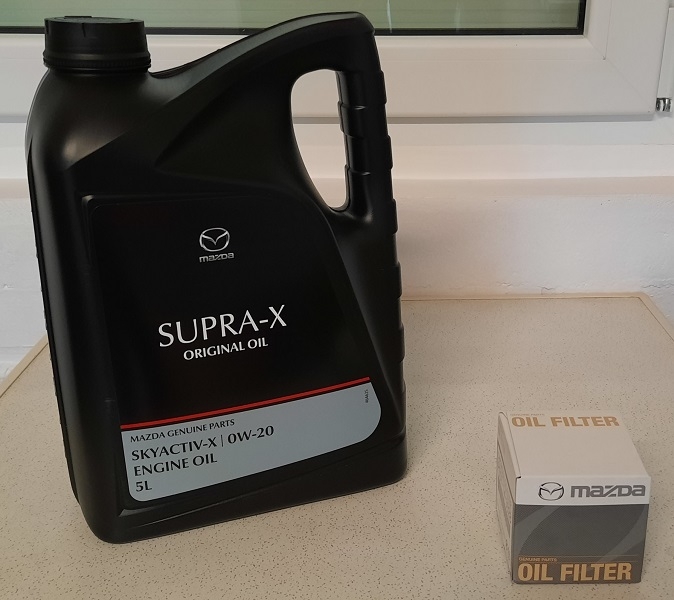 mazda
SUPRA-X
ORIGINAL OIL
MAZDA GENUINE PARTS
SKYACTIV-X | 0W-20
ENGINE OIL
5L
OIL FILTER
mazda
GENUINE PARTS
OIL FILTER